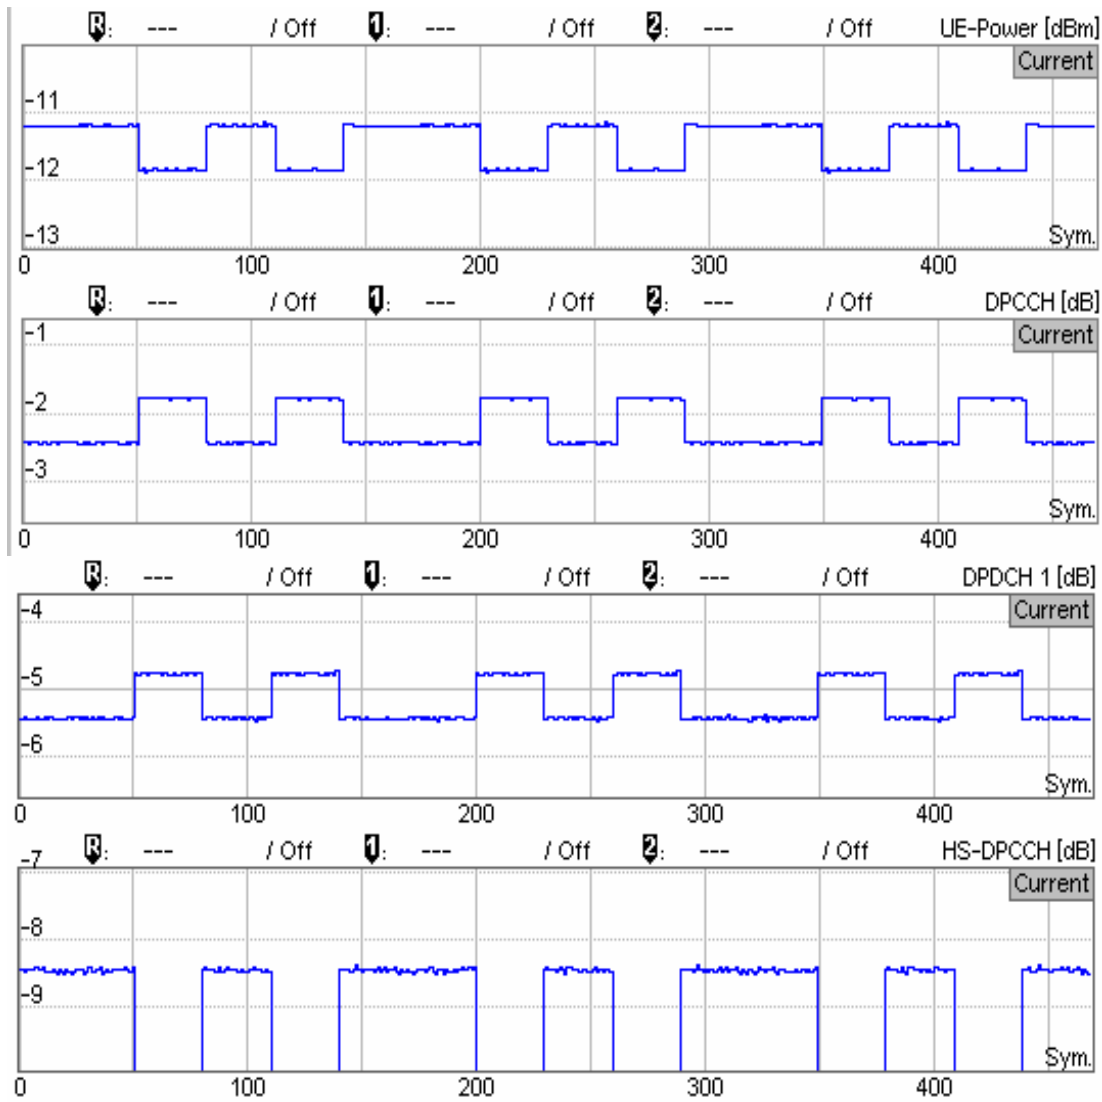 R: --- / Off 1: --- / Off 2: --- / Off UE-Power [dBm]
Current
-11
-12
-13 Sym.
0 100 200 300 400
R: --- / Off 1: --- / Off 2: --- / Off DPCCH [dB]
-1 Current
-2
-3
Sym.
0 100 200 300 400
R: --- / Off 1: --- / Off 2: --- / Off DPDCH 1 [dB]
-4 Current
-5
-6
Sym.
0 100 200 300 400
R: --- / Off 1: --- / Off 2: --- / Off HS-DPCCH [dB]
-7
Current
-8
-9
Sym.
0 100 200 300 400